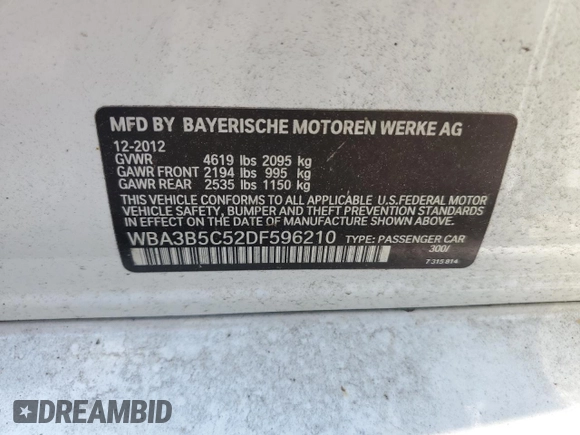 MFD BY BAYERISCHE MOTOREN WERKE AG
12-2012
GVWR 4619 lbs 2095 kg
GAWR FRONT 2194 lbs 995 kg
GAWR REAR 2535 lbs 1150 kg
THIS VEHICLE CONFORMS TO ALL APPLICABLE U.S.FEDERAL MOTOR
VEHICLE SAFETY, BUMPER AND THEFT PREVENTION STANDARDS
IN EFFECT ON THE DATE OF MANUFACTURE SHOWN ABOVE.
WBA3B5C52DF596210 TYPE: PASSENGER CAR
300/
7 315 814
DREAMBID